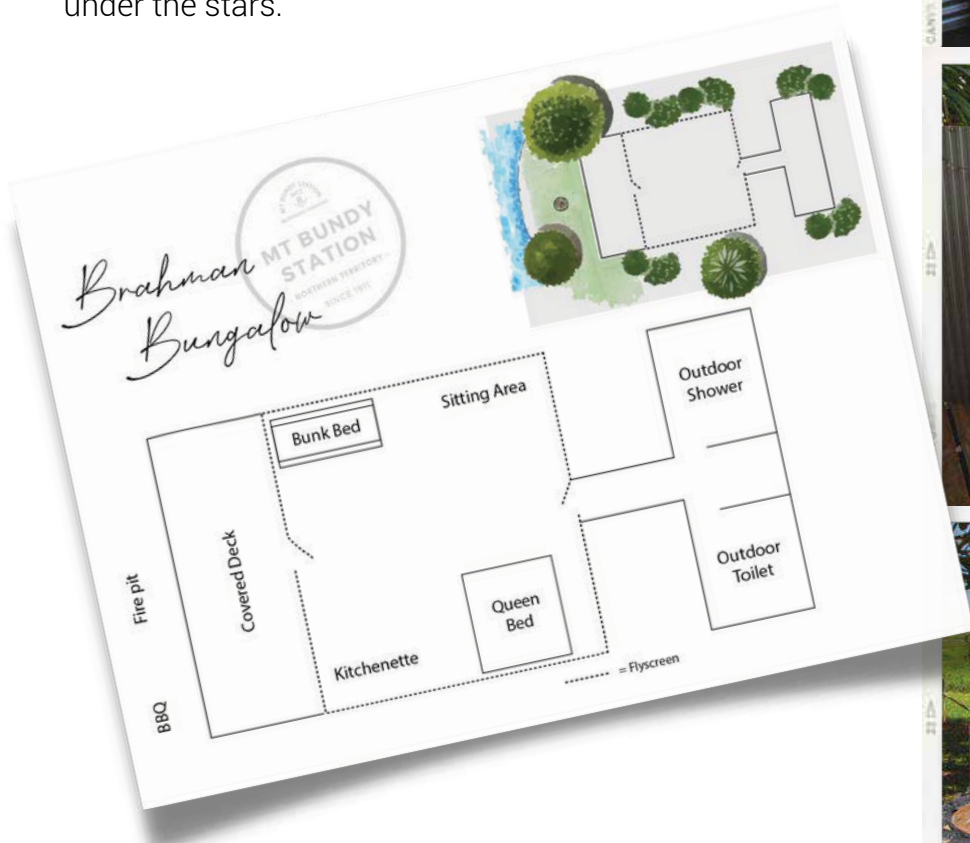 under the stars.
Brahman
Bungalow
MT BUNDY
STATION
NORTHERN TERRITORY
SINCE 1911
Sitting Area
Bunk Bed
Outdoor
Shower
Covered Deck
Fire pit
Queen
Bed
Outdoor
Toilet
Kitchenette
BBQ
= Flyscreen